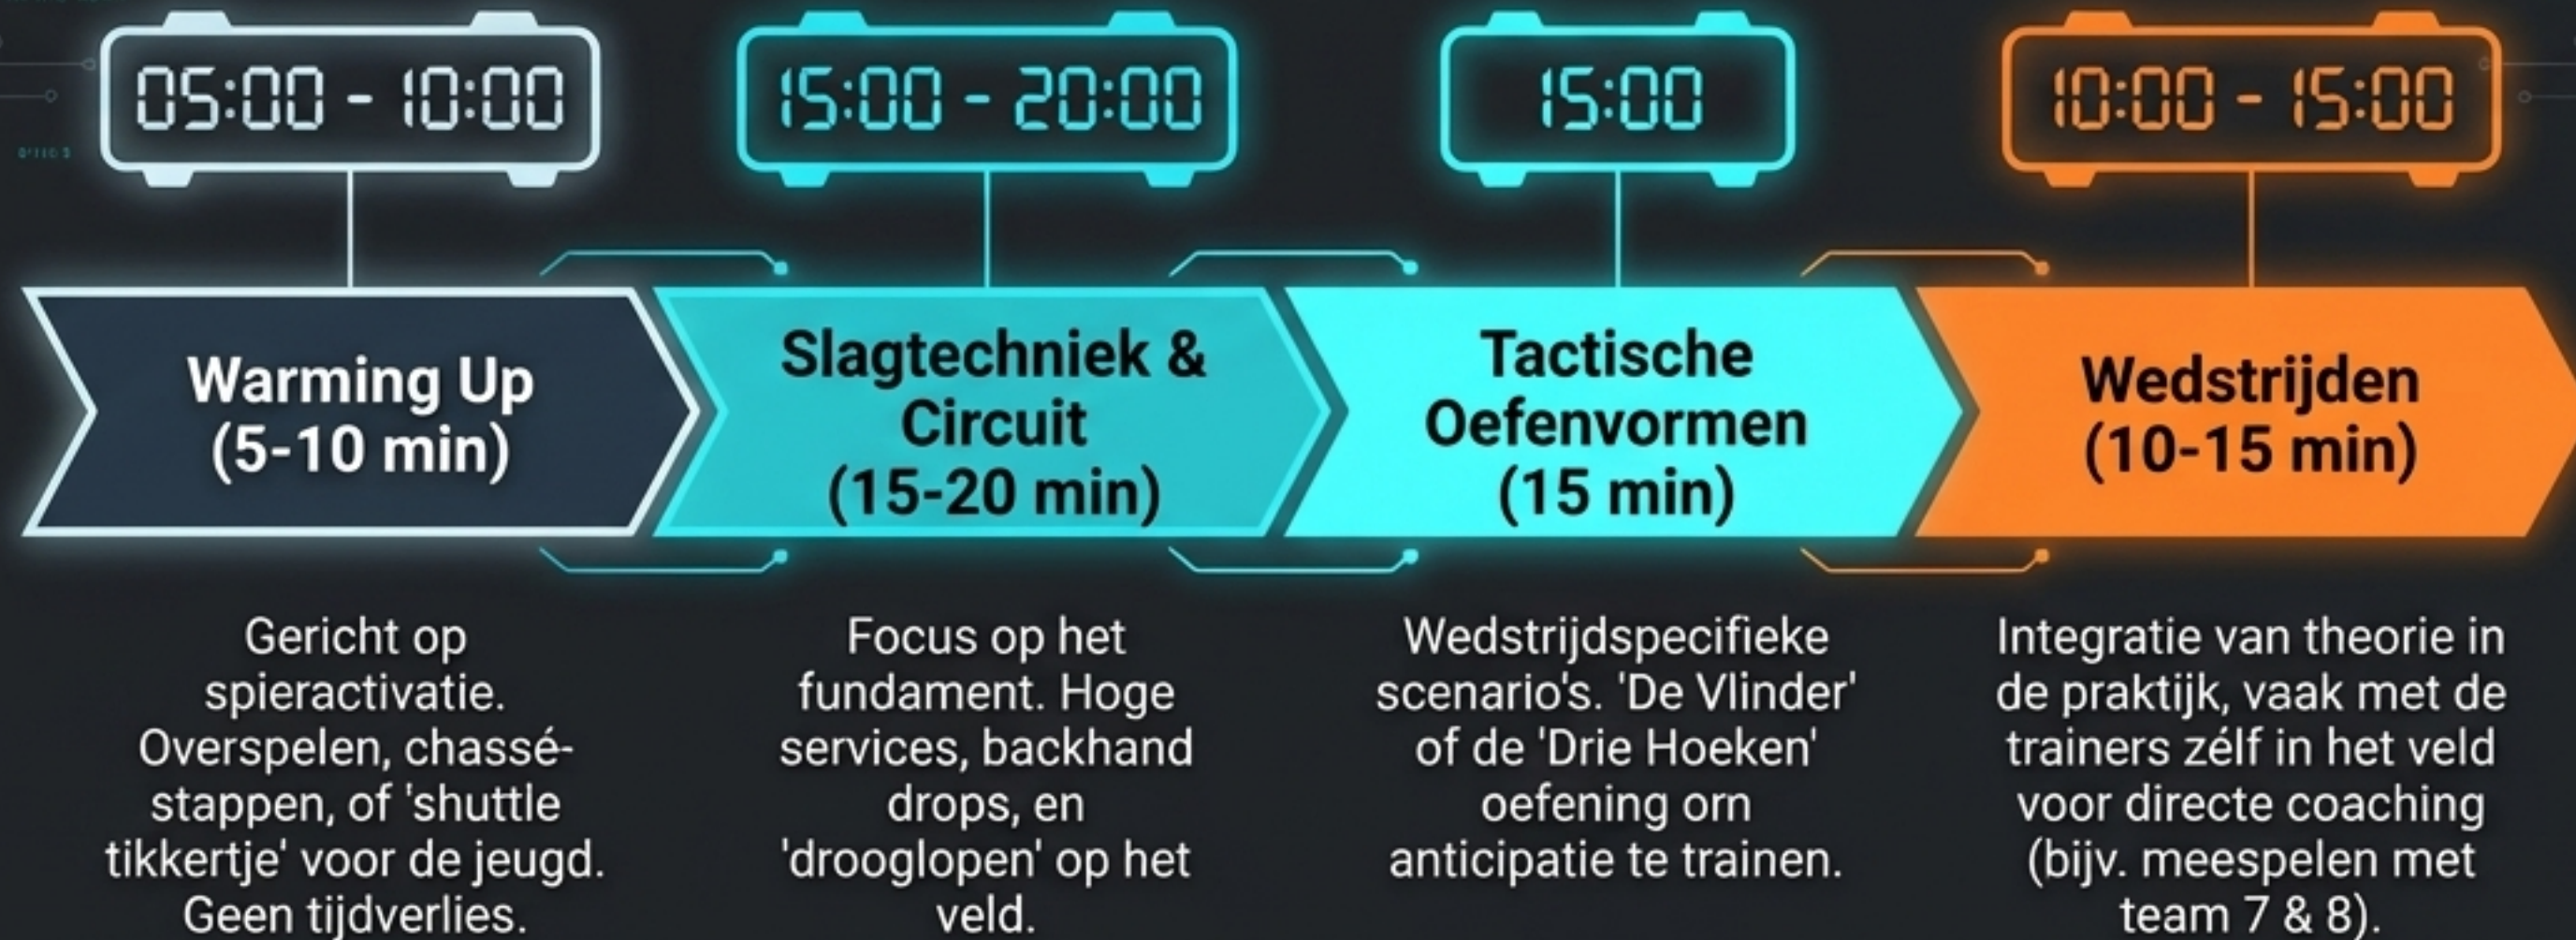 05:00 - 10:00
15:00 - 20:00
15:00
10:00 - 15:00
Warming Up
(5-10 min)
Slagtechniek &
Circuit
(15-20 min)
Tactische
Oefenvormen
(15 min)
Wedstrijden
(10-15 min)
Gericht op
spieractivatie.
Overspelen, chassé-
stappen, of 'shuttle
tikkertje' voor de jeugd.
Geen tijdverlies.
Focus op het
fundament. Hoge
services, backhand
drops, en
'drooglopen' op het
veld.
Wedstrijdspecifieke
scenario's. 'De Vlinder'
of de 'Drie Hoeken'
oefening orn
anticipatie te trainen.
Integratie van theorie in
de praktijk, vaak met de
trainers zélf in het veld
voor directe coaching
(bijv. meespelen met
team 7 & 8).